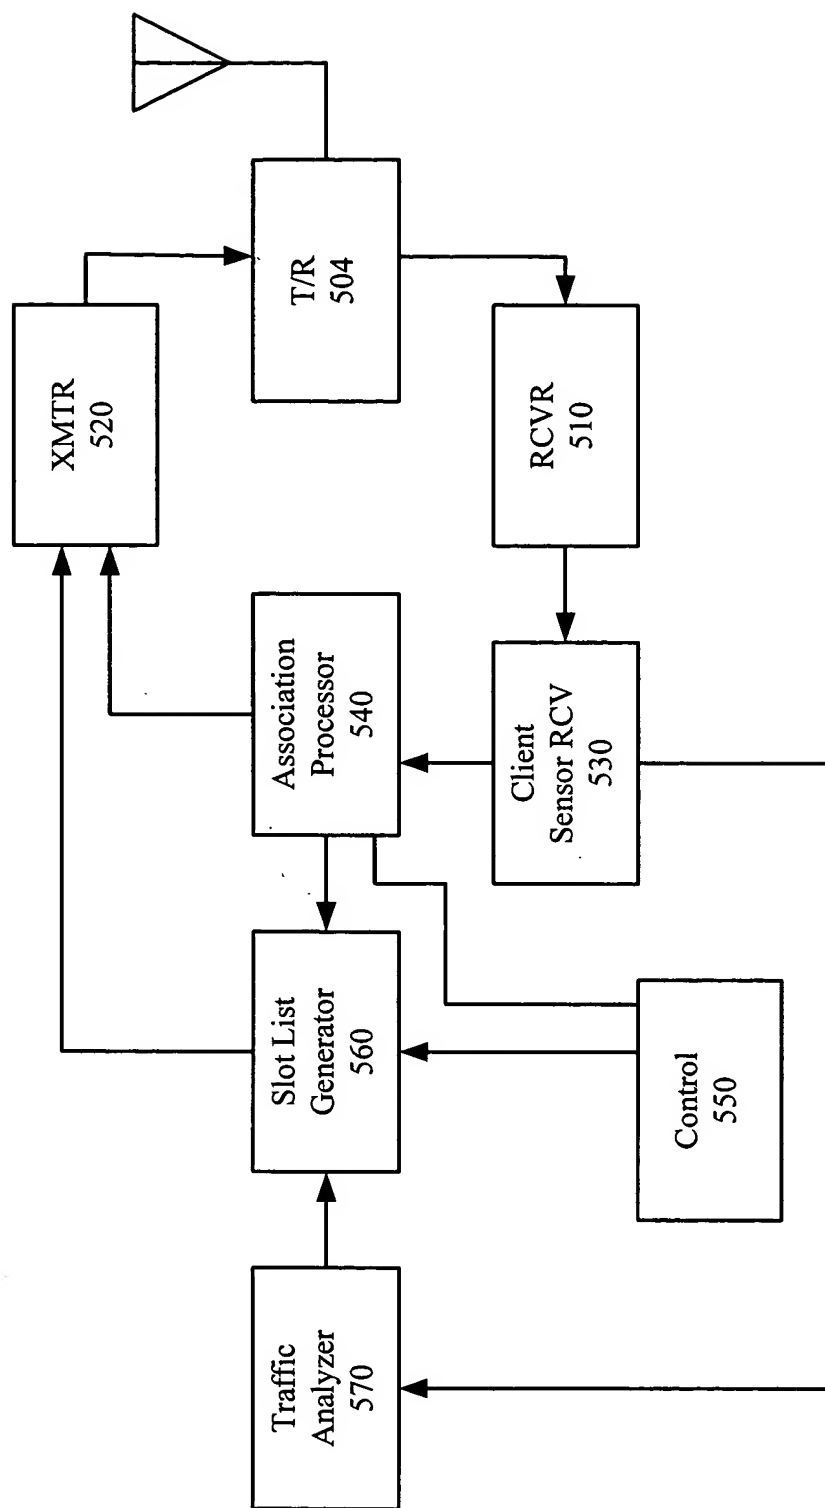 XMTR
520
T/R
504
RCVR
510
Association
Processor
540
Client
Sensor RCV
530
Slot List
Generator
560
Control
550
Traffic
Analyzer
570